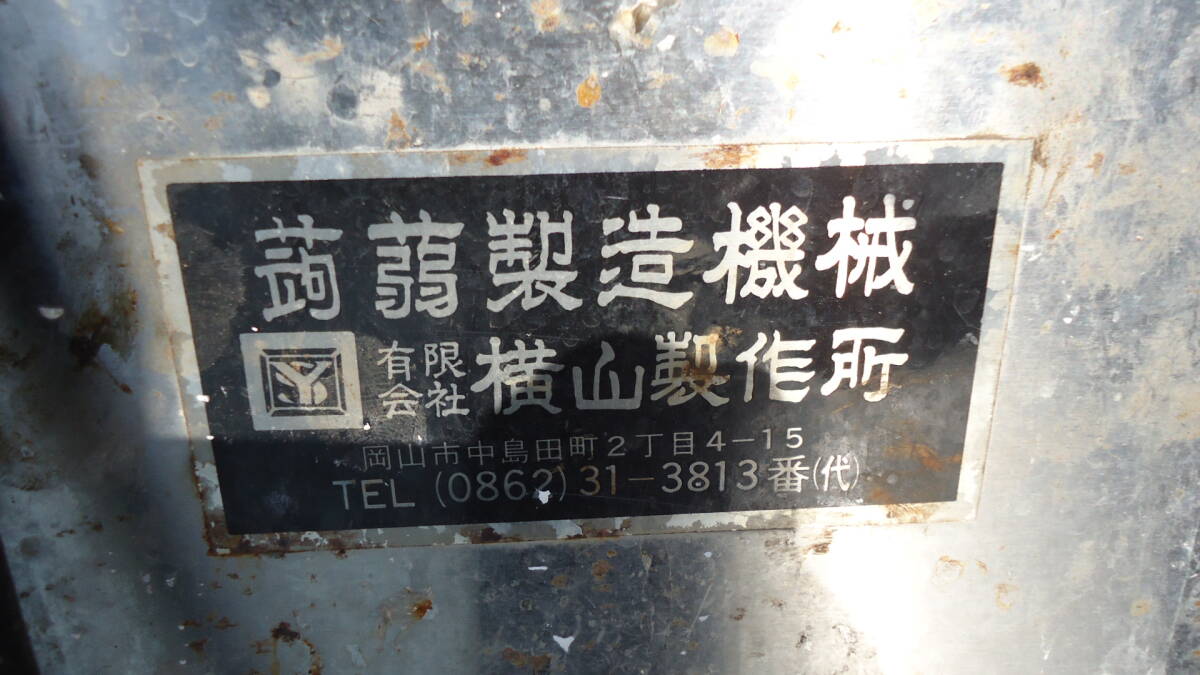 蒟蒻製造機械
有限会社 横山製作所
岡山市中島田町2丁目4-15
TEL (0862) 31-3813番(代)